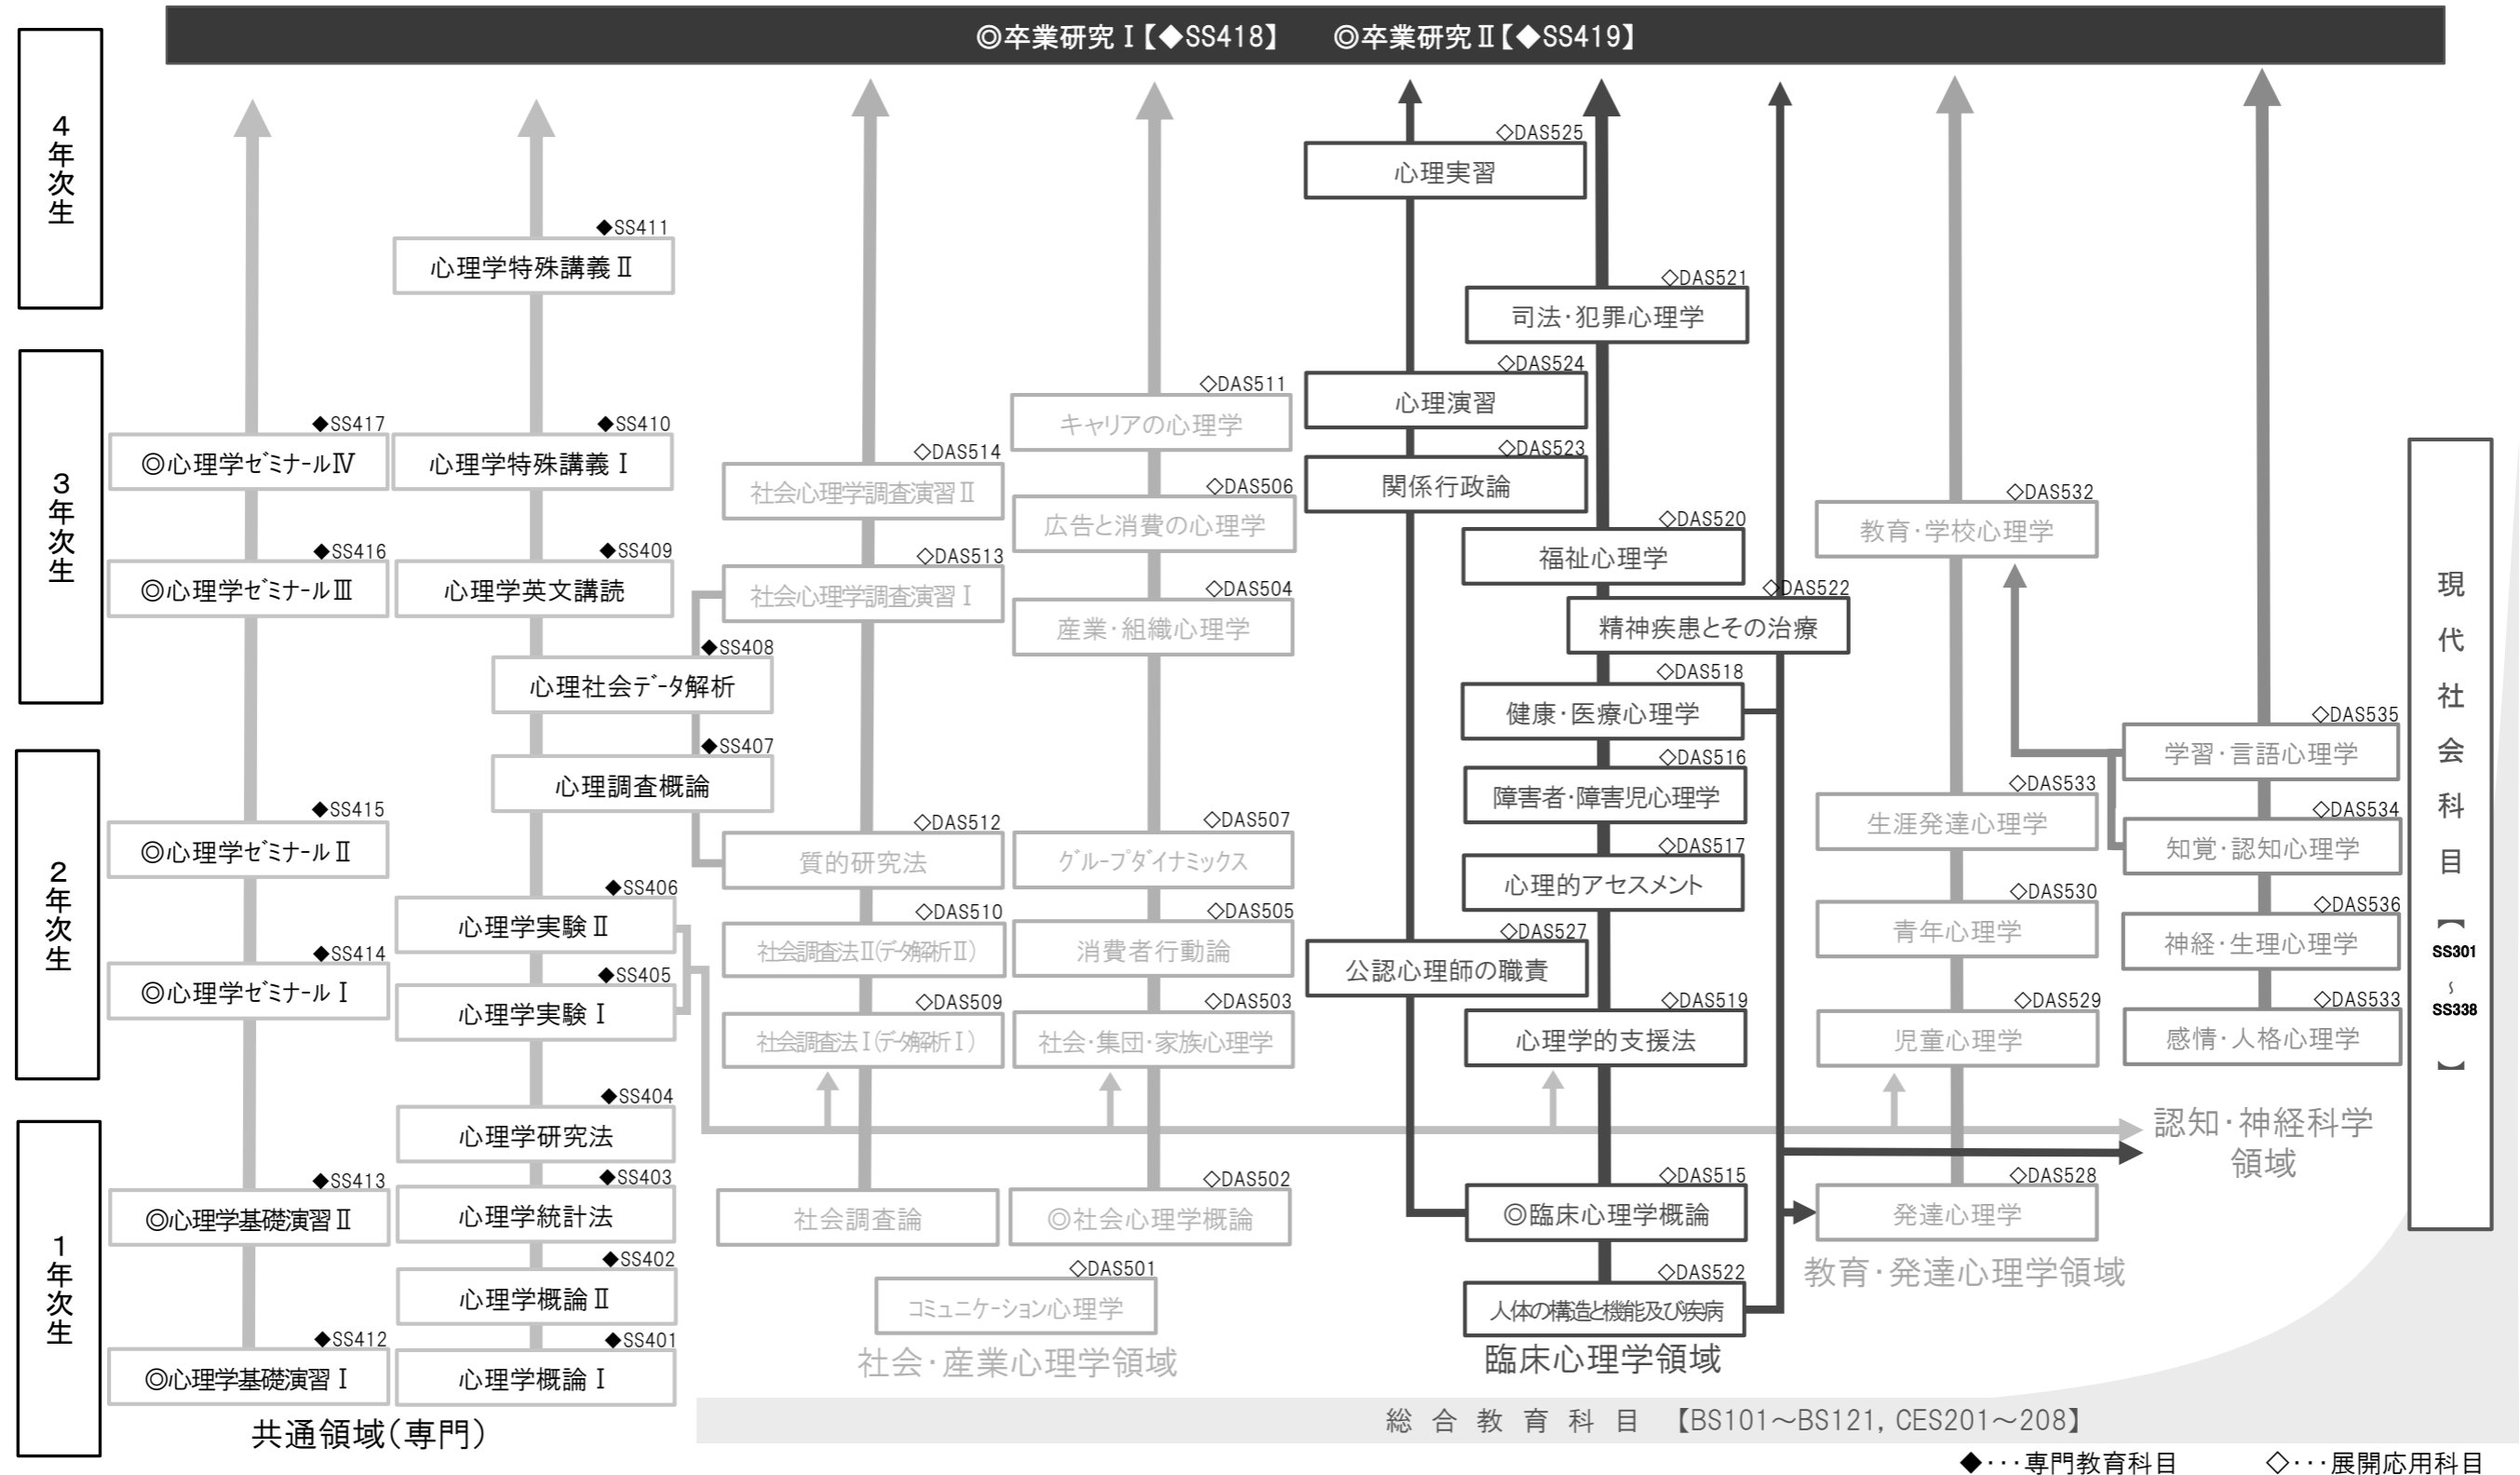 ◎卒業研究Ⅰ【◆SS418】 ◎卒業研究Ⅱ【◆SS419】
4年次生
3年次生
2年次生
1年次生
◆SS417
◎心理学ｾﾞﾐﾅｰﾙⅣ
◆SS416
◎心理学ｾﾞﾐﾅｰﾙⅢ
◆SS415
◎心理学ｾﾞﾐﾅｰﾙⅡ
◆SS414
◎心理学ｾﾞﾐﾅｰﾙⅠ
◆SS413
◎心理学基礎演習Ⅱ
◆SS412
◎心理学基礎演習Ⅰ
◆SS411
心理学特殊講義Ⅱ
◆SS410
心理学特殊講義Ⅰ
◆SS409
心理学英文講読
◆SS408
心理社会ﾃﾞｰﾀ解析
◆SS407
心理調査概論
◆SS406
心理学実験Ⅱ
◆SS405
心理学実験Ⅰ
◆SS404
心理学研究法
◆SS403
心理学統計法
◆SS402
心理学概論Ⅱ
◆SS401
心理学概論Ⅰ
共通領域(専門)
◇DAS514
社会心理学調査演習Ⅱ
◇DAS513
社会心理学調査演習Ⅰ
◇DAS512
質的研究法
◇DAS510
社会調査法Ⅱ(ﾃﾞｰﾀ解析Ⅱ)
◇DAS509
社会調査法Ⅰ(ﾃﾞｰﾀ解析Ⅰ)
社会調査論
◇DAS511
キャリアの心理学
◇DAS506
広告と消費の心理学
◇DAS504
産業・組織心理学
◇DAS507
ｸﾞﾙｰﾌﾟﾀﾞｲﾅﾐックス
◇DAS505
消費者行動論
◇DAS503
社会・集団・家族心理学
◇DAS502
◎社会心理学概論
◇DAS501
ｺﾐｭﾆｹｰｼｮﾝ心理学
社会・産業心理学領域
◇DAS525
心理実習
◇DAS521
司法・犯罪心理学
◇DAS524
心理演習
◇DAS523
関係行政論
◇DAS520
福祉心理学
◇DAS522
精神疾患とその治療
◇DAS518
健康・医療心理学
◇DAS516
障害者・障害児心理学
◇DAS517
心理的アセスメント
◇DAS527
公認心理師の職責
◇DAS519
心理学的支援法
◇DAS515
◎臨床心理学概論
◇DAS522
人体の構造と機能及び疾病
臨床心理学領域
◇DAS532
教育・学校心理学
◇DAS533
生涯発達心理学
◇DAS530
青年心理学
◇DAS529
児童心理学
◇DAS528
発達心理学
教育・発達心理学領域
◇DAS535
学習・言語心理学
◇DAS534
知覚・認知心理学
◇DAS536
神経・生理心理学
◇DAS533
感情・人格心理学
認知・神経科学
領域
現代社会科目【SS301～SS338】
総合教育科目 【BS101～BS121, CES201～208】
◆・・・専門教育科目 ◇・・・展開応用科目